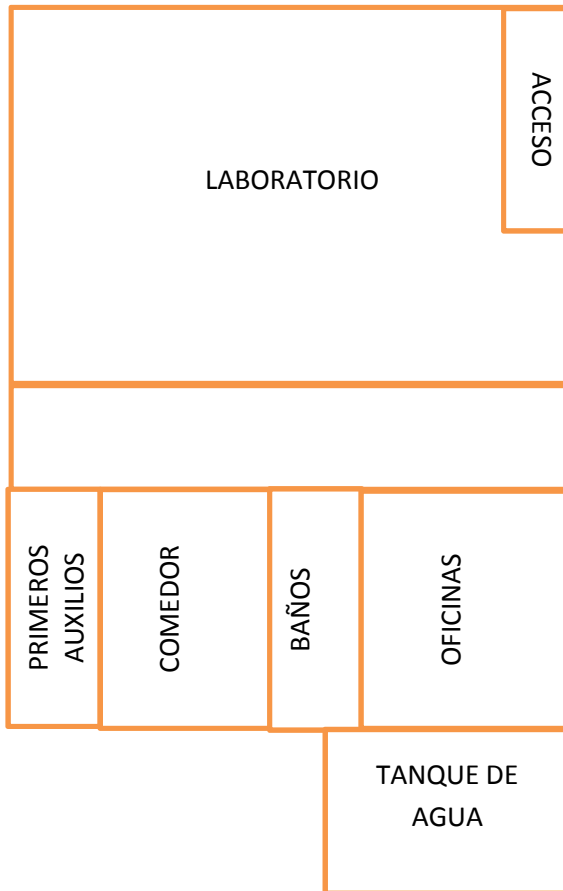 ACCESO
LABORATORIO
PRIMEROS
AUXILIOS
COMEDOR
BAÑOS
OFICINAS
TANQUE DE
AGUA